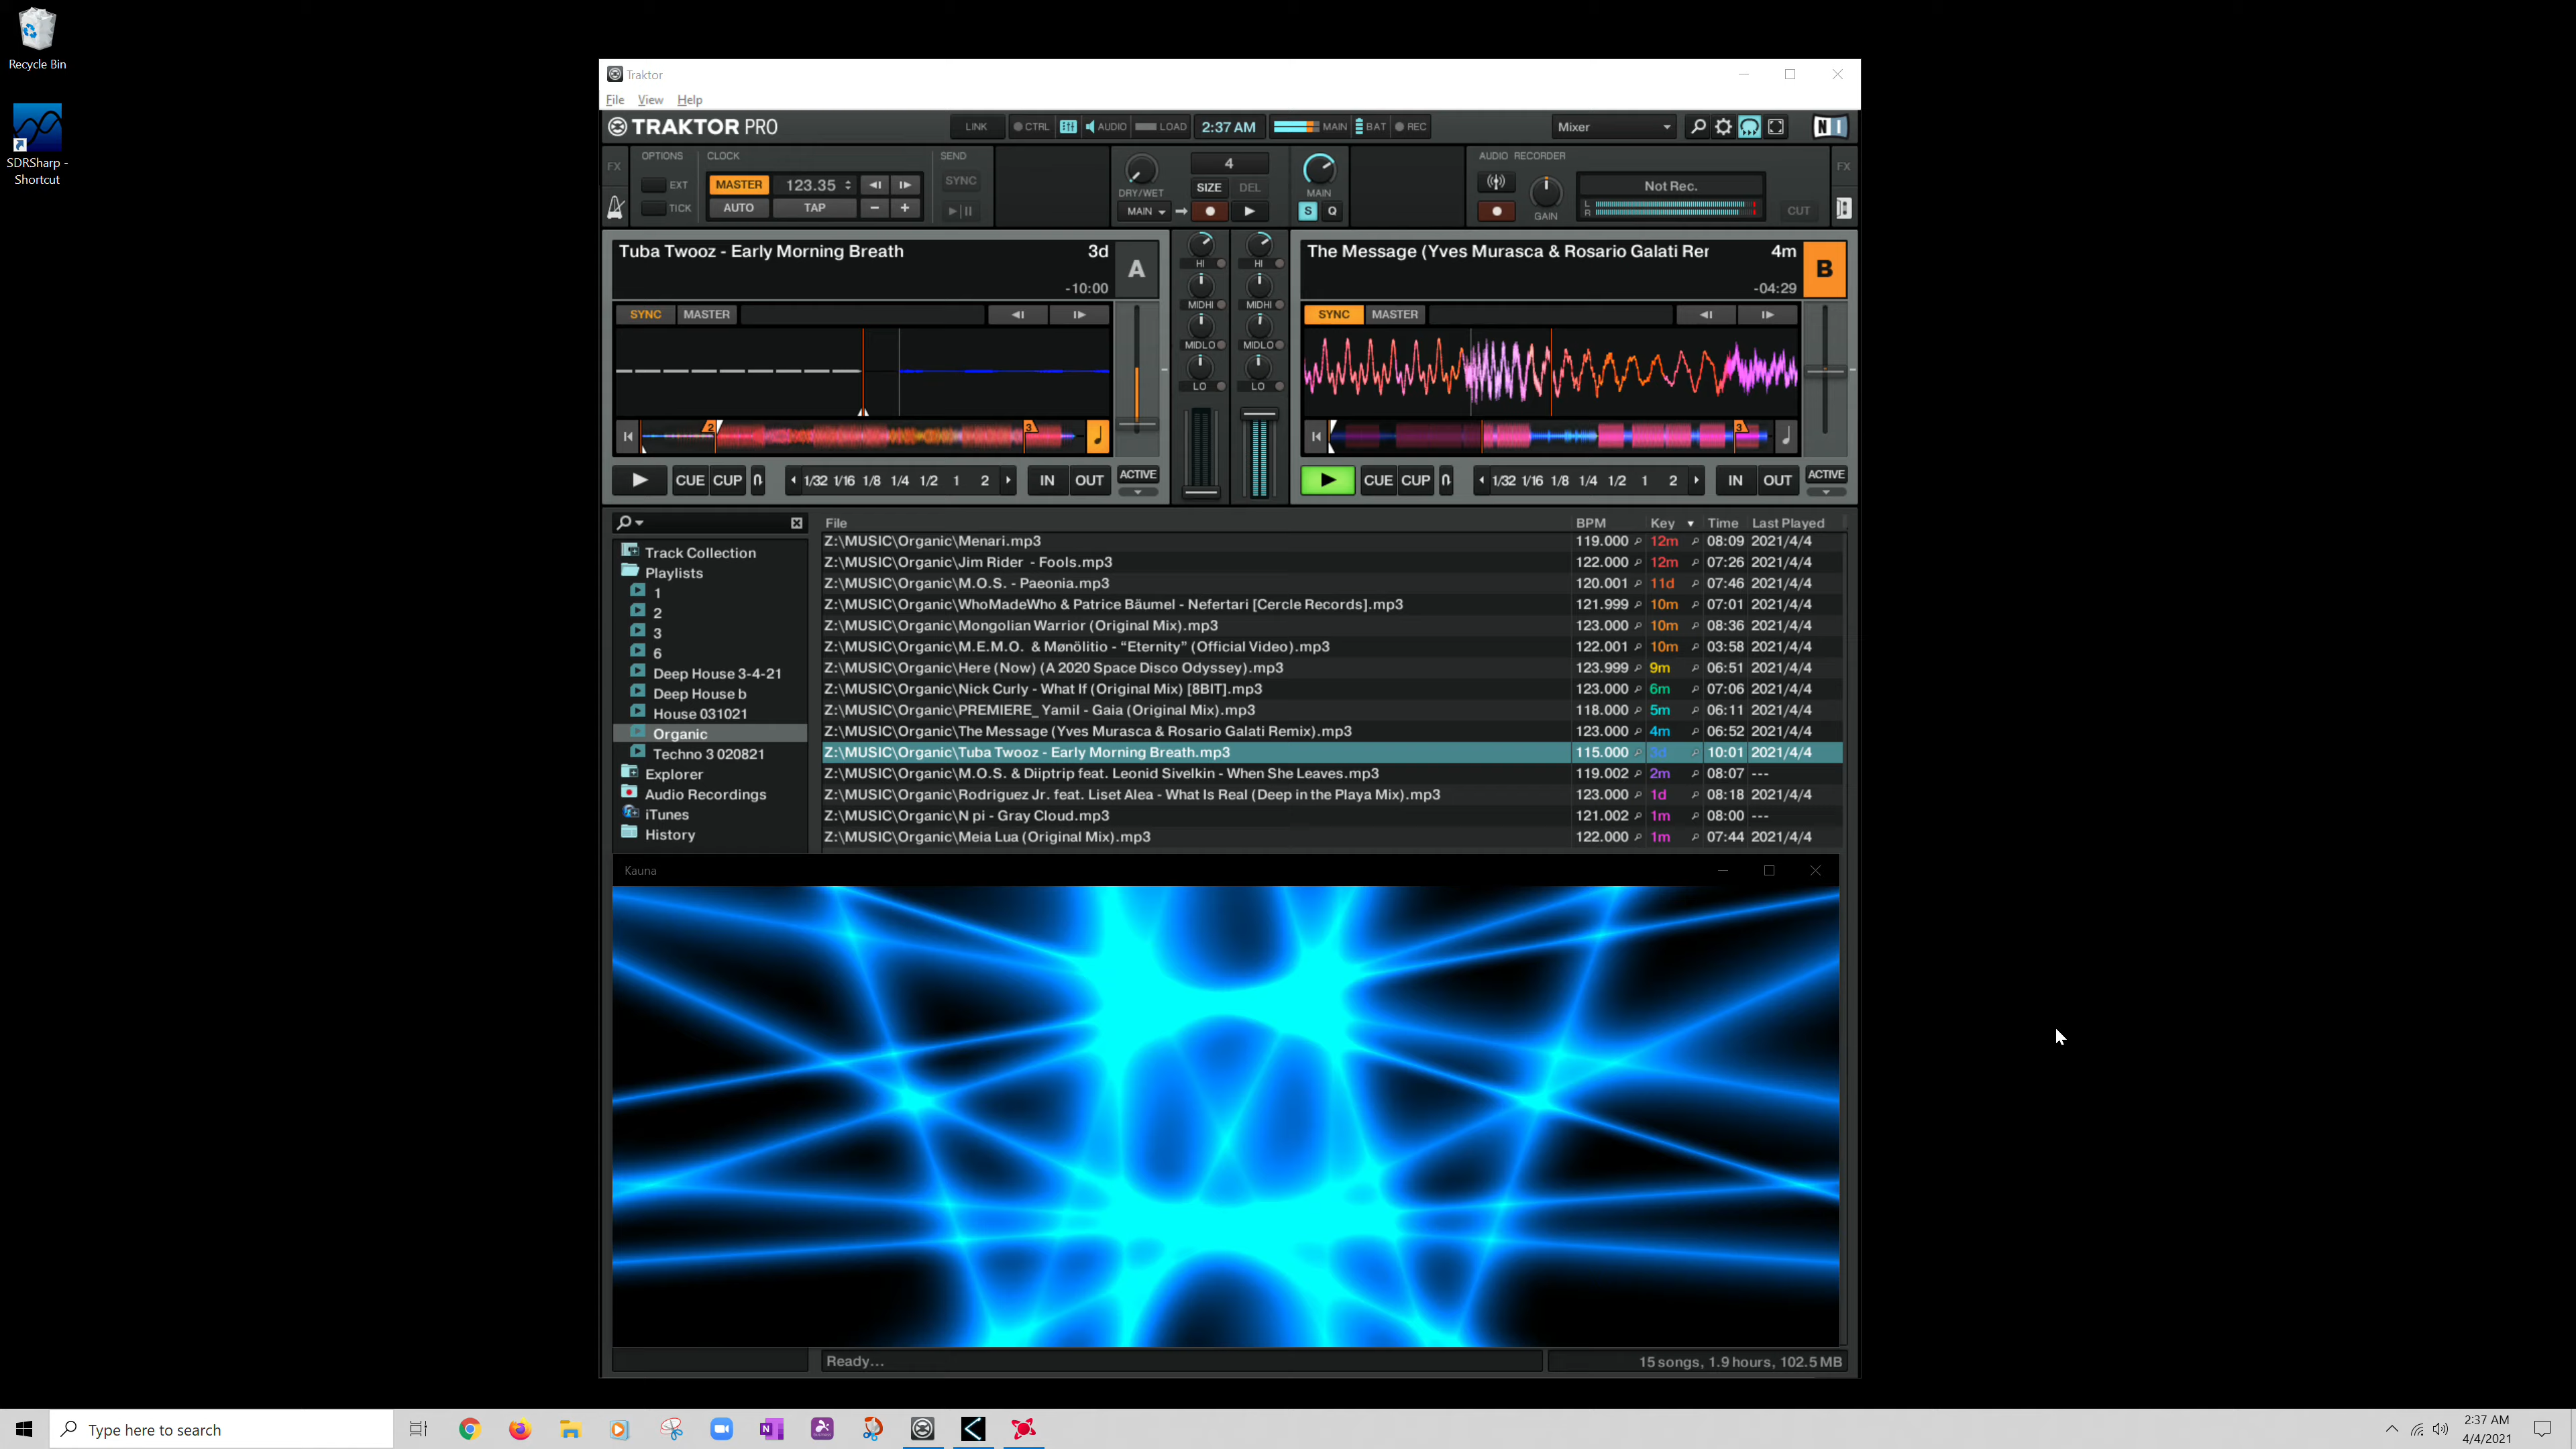 Recycle Bin
SDRSharp -
Shortcut
Traktor
File View Help
TRAKTOR PRO
LINK CTRL AUDIO LOAD 2:37 AM MAIN BAT REC Mixer
FX OPTIONS CLOCK SEND 4 AUDIO RECORDER FX
EXT MASTER 123.35 SYNC DRY/WET SIZE DEL MAIN Not Rec.
TICK AUTO TAP - + MAIN S Q GAIN L R CUT
Tuba Twooz - Early Morning Breath 3d A
-10:00
HI HI
MIDHI MIDHI
MIDLO MIDLO
LO LO
The Message (Yves Murasca & Rosario Galati Rer 4m B
-04:29
SYNC MASTER
SYNC MASTER
2 3
3
CUE CUP 1/32 1/16 1/8 1/4 1/2 1 2 IN OUT ACTIVE
CUE CUP 1/32 1/16 1/8 1/4 1/2 1 2 IN OUT ACTIVE
Track Collection
Playlists
1
2
3
6
Deep House 3-4-21
Deep House b
House 031021
Organic
Techno 3 020821
Explorer
Audio Recordings
iTunes
History
File BPM Key Time Last Played
Z:\MUSIC\Organic\Menari.mp3 119.000 12m 08:09 2021/4/4
Z:\MUSIC\Organic\Jim Rider - Fools.mp3 122.000 12m 07:26 2021/4/4
Z:\MUSIC\Organic\M.O.S. - Paeonia.mp3 120.001 11d 07:46 2021/4/4
Z:\MUSIC\Organic\WhoMadeWho & Patrice Bäumel - Nefertari [Cercle Records].mp3 121.999 10m 07:01 2021/4/4
Z:\MUSIC\Organic\Mongolian Warrior (Original Mix).mp3 123.000 10m 08:36 2021/4/4
Z:\MUSIC\Organic\M.E.M.O. & Mønölitio - “Eternity” (Official Video).mp3 122.001 10m 03:58 2021/4/4
Z:\MUSIC\Organic\Here (Now) (A 2020 Space Disco Odyssey).mp3 123.999 9m 06:51 2021/4/4
Z:\MUSIC\Organic\Nick Curly - What If (Original Mix) [8BIT].mp3 123.000 6m 07:06 2021/4/4
Z:\MUSIC\Organic\PREMIERE_ Yamil - Gaia (Original Mix).mp3 118.000 5m 06:11 2021/4/4
Z:\MUSIC\Organic\The Message (Yves Murasca & Rosario Galati Remix).mp3 123.000 4m 06:52 2021/4/4
Z:\MUSIC\Organic\Tuba Twooz - Early Morning Breath.mp3 115.000 3d 10:01 2021/4/4
Z:\MUSIC\Organic\M.O.S. & Diiptrip feat. Leonid Sivelkin - When She Leaves.mp3 119.002 2m 08:07 ---
Z:\MUSIC\Organic\Rodriguez Jr. feat. Liset Alea - What Is Real (Deep in the Playa Mix).mp3 123.000 1d 08:18 2021/4/4
Z:\MUSIC\Organic\N pi - Gray Cloud.mp3 121.002 1m 08:00 ---
Z:\MUSIC\Organic\Meia Lua (Original Mix).mp3 122.000 1m 07:44 2021/4/4
Kauna
Ready... 15 songs, 1.9 hours, 102.5 MB
Type here to search
2:37 AM
4/4/2021